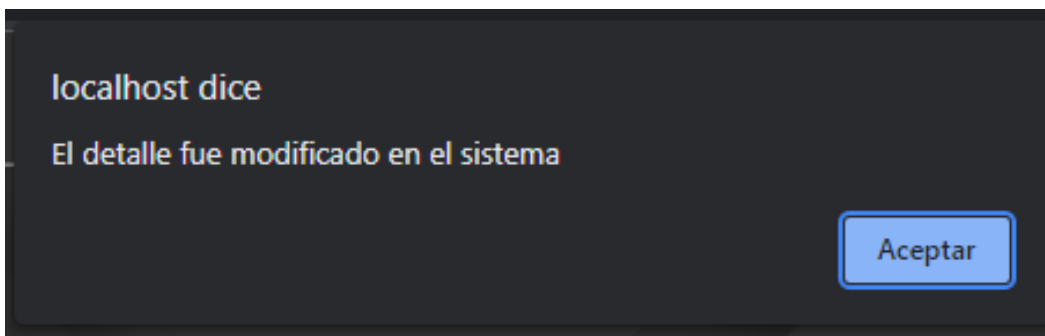 localhost dice
El detalle fue modificado en el sistema
Aceptar